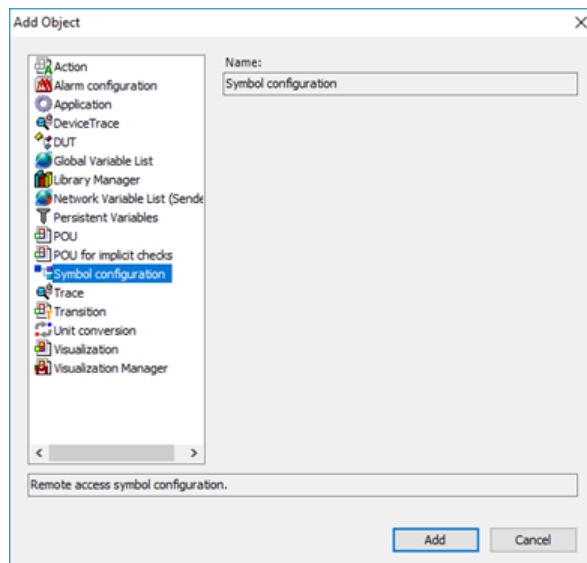 Add Object
Name:
Symbol configuration
Action
Alarm configuration
Application
DeviceTrace
DUT
Global Variable List
Library Manager
Network Variable List (Sende
Persistent Variables
POU
POU for implicit checks
Symbol configuration
Trace
Transition
Unit conversion
Visualization
Visualization Manager
Remote access symbol configuration.
Add
Cancel